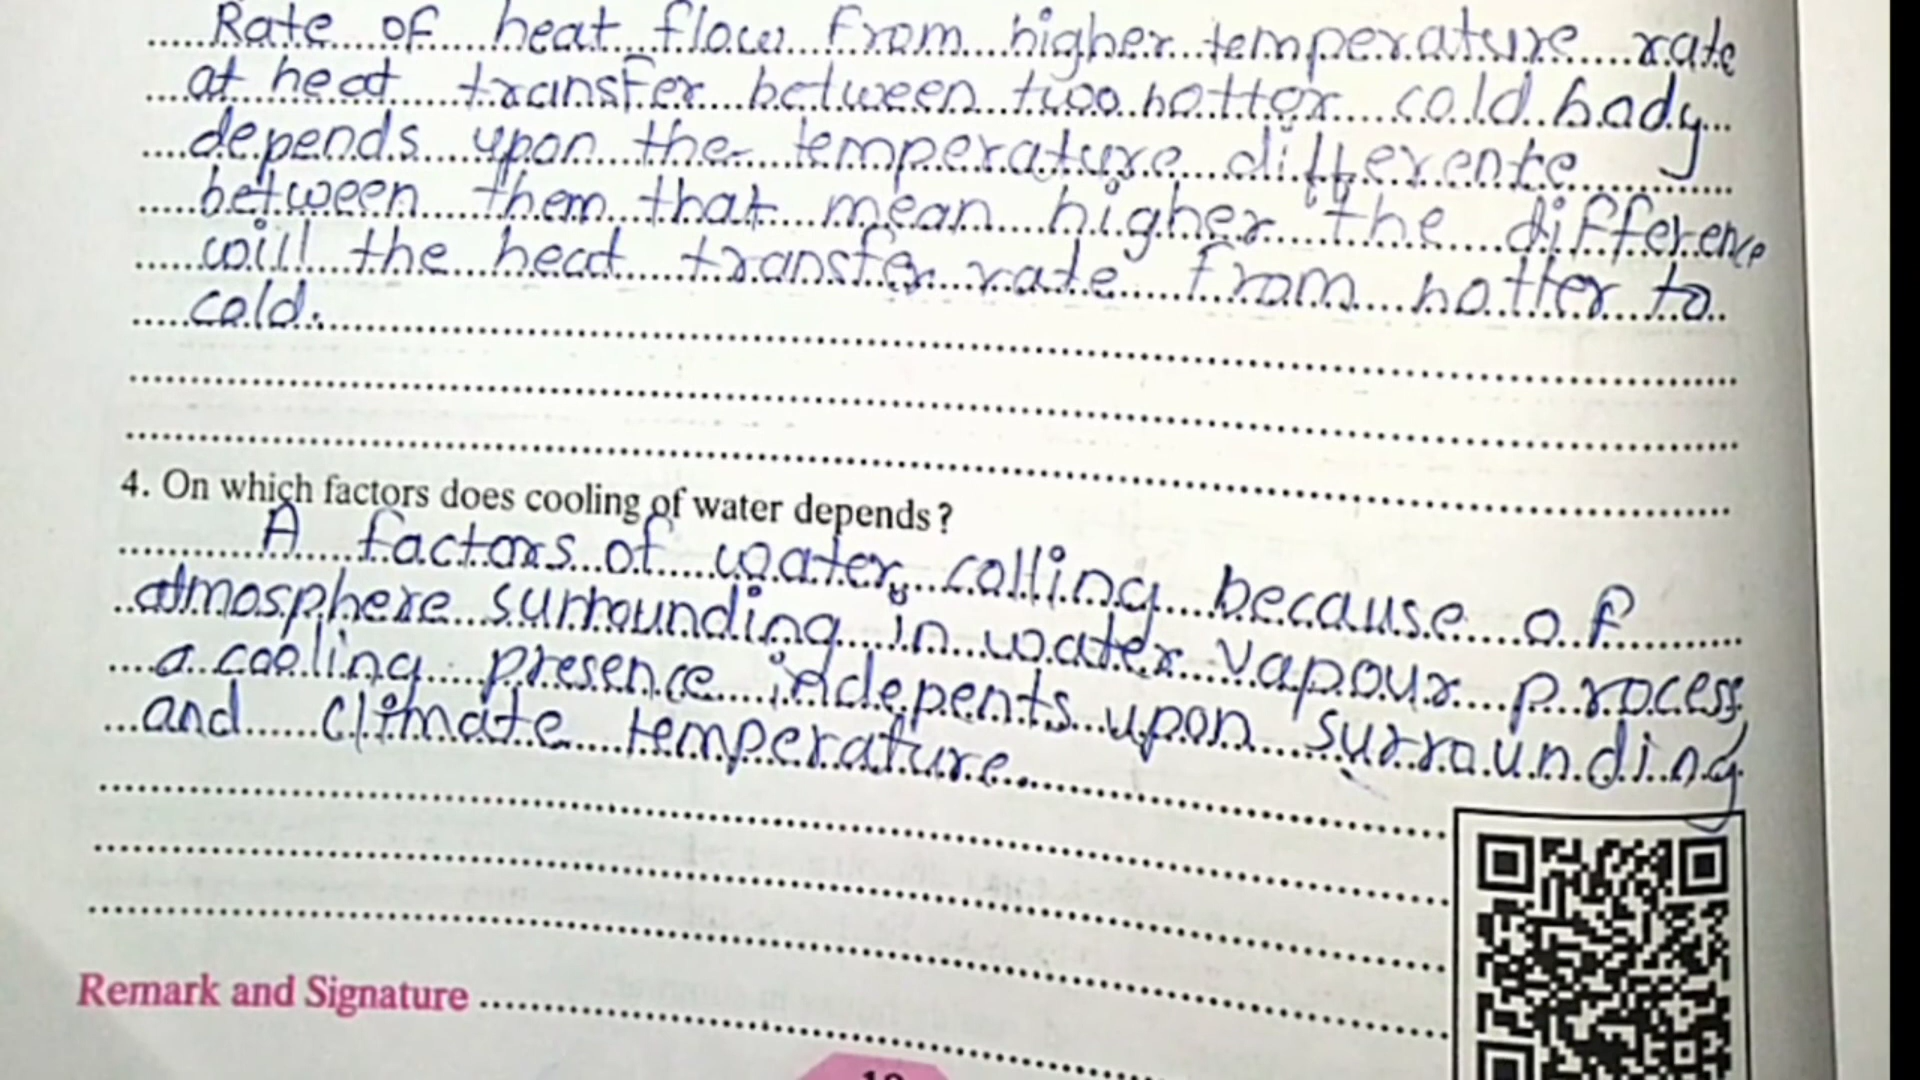 Rate of heat flow from higher temperature rate
at heat transfer between two hotter cold body
depends upon the temperature differente
between them that mean higher the difference
will the heat transfer rate from hotter to
cold.
4. On which factors does cooling of water depends?
A factors of water, colling because of
atmosphere surrounding in water vapour process
a cooling presence idepents upon surrounding
and climate temperature.
Remark and Signature